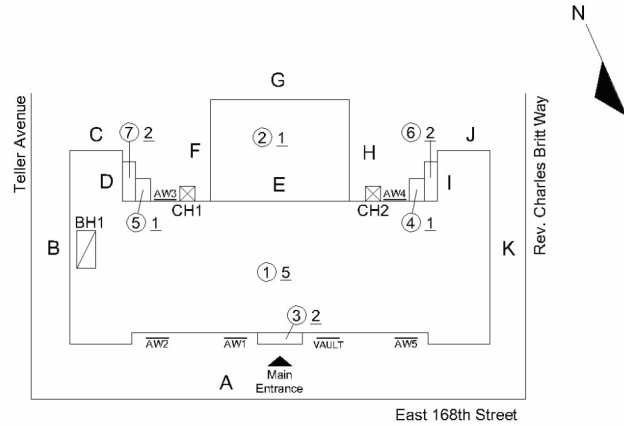 N
G
C
⑦ 2
F
② 1
H
⑥ 2
J
Teller Avenue
Rev. Charles Britt Way
D
AW3
E
AW4
I
CH1
CH2
⑤ 1
④ 1
BH1
B
K
① 5
③ 2
AW2
AW1
VAULT
AW5
Main
Entrance
A
East 168th Street